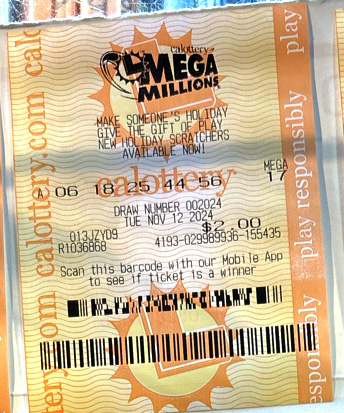 calottery
MEGA
MILLIONS
MAKE SOMEONE'S HOLIDAY
GIVE THE GIFT OF PLAY
NEW HOLIDAY SCRATCHERS
AVAILABLE NOW!
MEGA
A 06 18 25 44 56 17
calottery
DRAW NUMBER 002024
TUE NOV 12 2024
$2.00
013JZYD9
R1036868
4193-029989936-155435
Scan this barcode with our Mobile App
to see if ticket is a winner
calottery.com
play responsibly
play